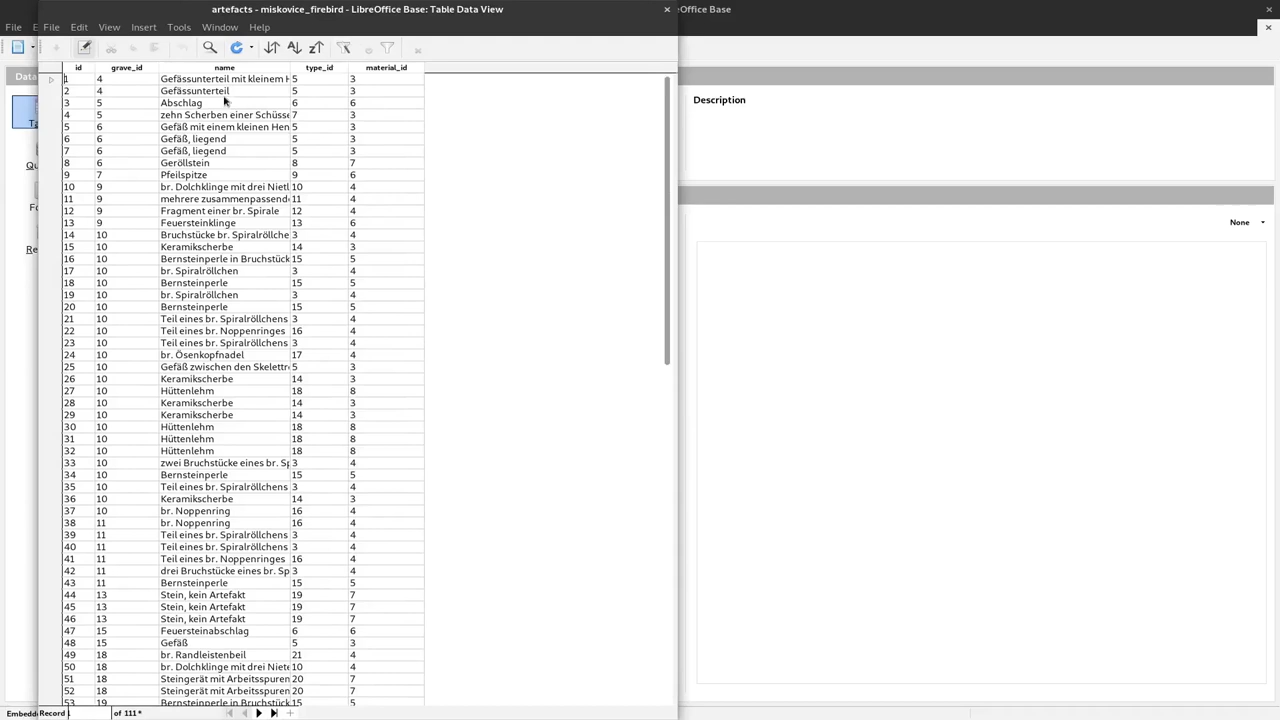 artefacts - miskovice_firebird - LibreOffice Base: Table Data View
eOffice Base
File
File Edit View Insert Tools Window Help
id grave_id name type_id material_id
1 4 Gefässunterteil mit kleinem H 5 3
2 4 Gefässunterteil 5 3
3 5 Abschlag 6 6
4 5 zehn Scherben einer Schüsse 7 3
5 6 Gefäß mit einem kleinen Hen 5 3
6 6 Gefäß, liegend 5 3
7 6 Gefäß, liegend 5 3
8 6 Geröllstein 8 7
9 7 Pfeilspitze 9 6
10 9 br. Dolchklinge mit drei Nietl 10 4
11 9 mehrere zusammenpassend 11 4
12 9 Fragment einer br. Spirale 12 4
13 9 Feuersteinklinge 13 6
14 10 Bruchstücke br. Spiralröllche 3 4
15 10 Keramikscherbe 14 3
16 10 Bernsteinperle in Bruchstück 15 5
17 10 br. Spiralröllchen 3 4
18 10 Bernsteinperle 15 5
19 10 br. Spiralröllchen 3 4
20 10 Bernsteinperle 15 5
21 10 Teil eines br. Spiralröllchens 3 4
22 10 Teil eines br. Noppenringes 16 4
23 10 Teil eines br. Spiralröllchens 3 4
24 10 br. Ösenkopfnadel 17 4
25 10 Gefäß zwischen den Skelettr 5 3
26 10 Keramikscherbe 14 3
27 10 Hüttenlehm 18 8
28 10 Keramikscherbe 14 3
29 10 Keramikscherbe 14 3
30 10 Hüttenlehm 18 8
31 10 Hüttenlehm 18 8
32 10 Hüttenlehm 18 8
33 10 zwei Bruchstücke eines br. Sp 3 4
34 10 Bernsteinperle 15 5
35 10 Teil eines br. Spiralröllchens 3 4
36 10 Keramikscherbe 14 3
37 10 br. Noppenring 16 4
38 11 br. Noppenring 16 4
39 11 Teil eines br. Spiralröllchens 3 4
40 11 Teil eines br. Spiralröllchens 3 4
41 11 Teil eines br. Noppenringes 16 4
42 11 drei Bruchstücke eines br. Sp 3 4
43 11 Bernsteinperle 15 5
44 13 Stein, kein Artefakt 19 7
45 13 Stein, kein Artefakt 19 7
46 13 Stein, kein Artefakt 19 7
47 15 Feuersteinabschlag 6 6
48 15 Gefäß 5 3
49 18 br. Randleistenbeil 21 4
50 18 br. Dolchklinge mit drei Niete 10 4
51 18 Steingerät mit Arbeitsspuren 20 7
52 18 Steingerät mit Arbeitsspuren 20 7
53 19 Bernsteinperle in Bruchstück 15 5
Record 1 of 111 *
Data
Ta
Qu
Fo
Re
Embedd
Description
None